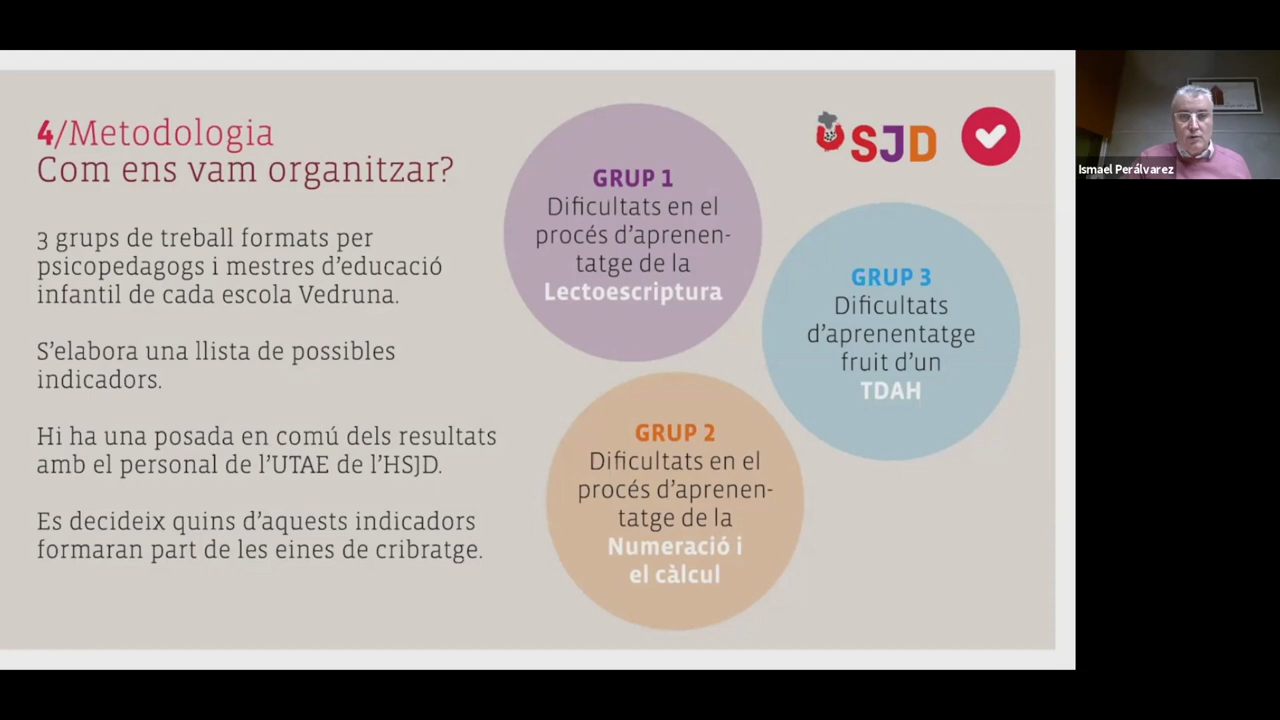 4/Metodologia
Com ens vam organitzar?
3 grups de treball formats per
psicopedagogs i mestres d'educació
infantil de cada escola Vedruna.
S'elabora una llista de possibles
indicadors.
Hi ha una posada en comú dels resultats
amb el personal de l'UTAE de l'HSJD.
Es decideix quins d'aquests indicadors
formaran part de les eines de cribratge.
GRUP 1
Dificultats en el
procés d'aprenen-
tatge de la
Lectoescriptura
GRUP 2
Dificultats en el
procés d'aprenen-
tatge de la
Numeració i
el càlcul
GRUP 3
Dificultats
d'aprenentatge
fruit d'un
TDAH
SJD
Ismael Perálvarez